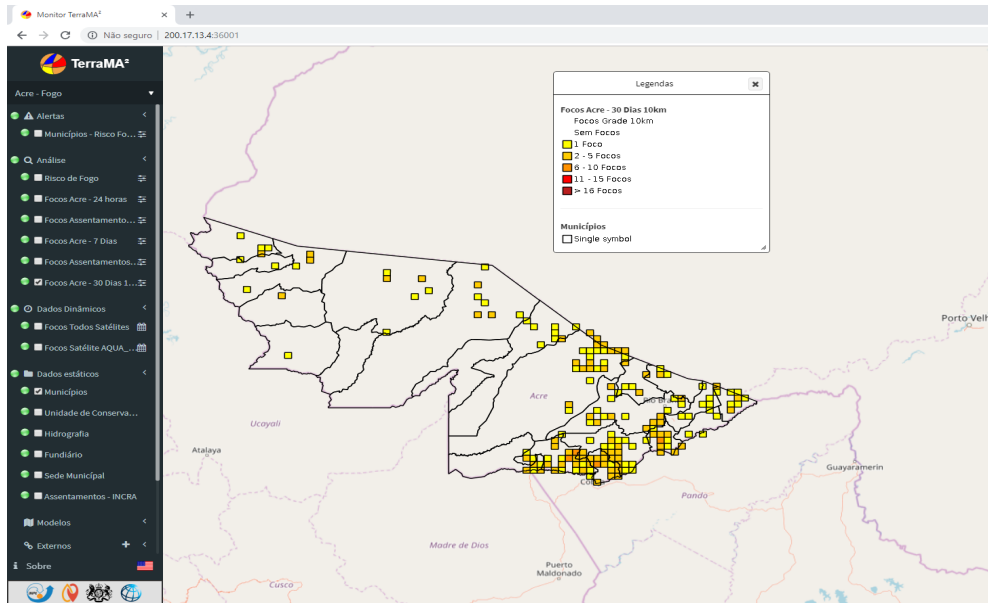 Monitor TerraMA²
Não seguro | 200.17.13.4:36001
TerraMA²
Acre - Fogo
Alertas
Municípios - Risco Fo...
Análise
Risco de Fogo
Focos Acre - 24 horas
Focos Assentamento...
Focos Acre - 7 Dias
Focos Assentamentos...
Focos Acre - 30 Dias 1...
Dados Dinâmicos
Focos Todos Satélites
Focos Satélite AQUA_...
Dados estáticos
Municípios
Unidade de Conserva...
Hidrografia
Fundiário
Sede Municípal
Assentamentos - INCRA
Modelos
Externos
Sobre
Legendas
Focos Acre - 30 Dias 10km
Focos Grade 10km
Sem Focos
1 Foco
2 - 5 Focos
6 - 10 Focos
11 - 15 Focos
> 16 Focos
Municípios
Single symbol
Porto Velh
Acre
Rio Bra
Ucayali
Atalaya
Guayaramerin
Cobija
Pando
Madre de Dios
Puerto
Maldonado
Cusco